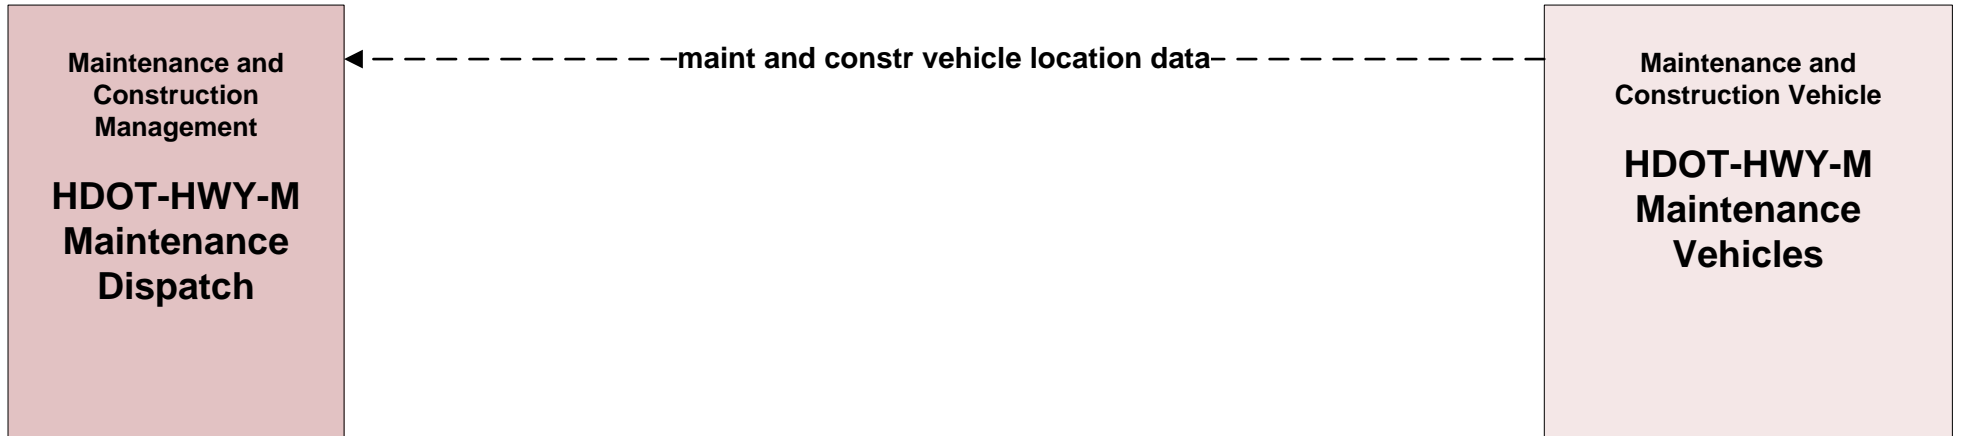 Maintenance and
Construction
Management
HDOT-HWY-M
Maintenance
Dispatch
maint and constr vehicle location data
Maintenance and
Construction Vehicle
HDOT-HWY-M
Maintenance
Vehicles